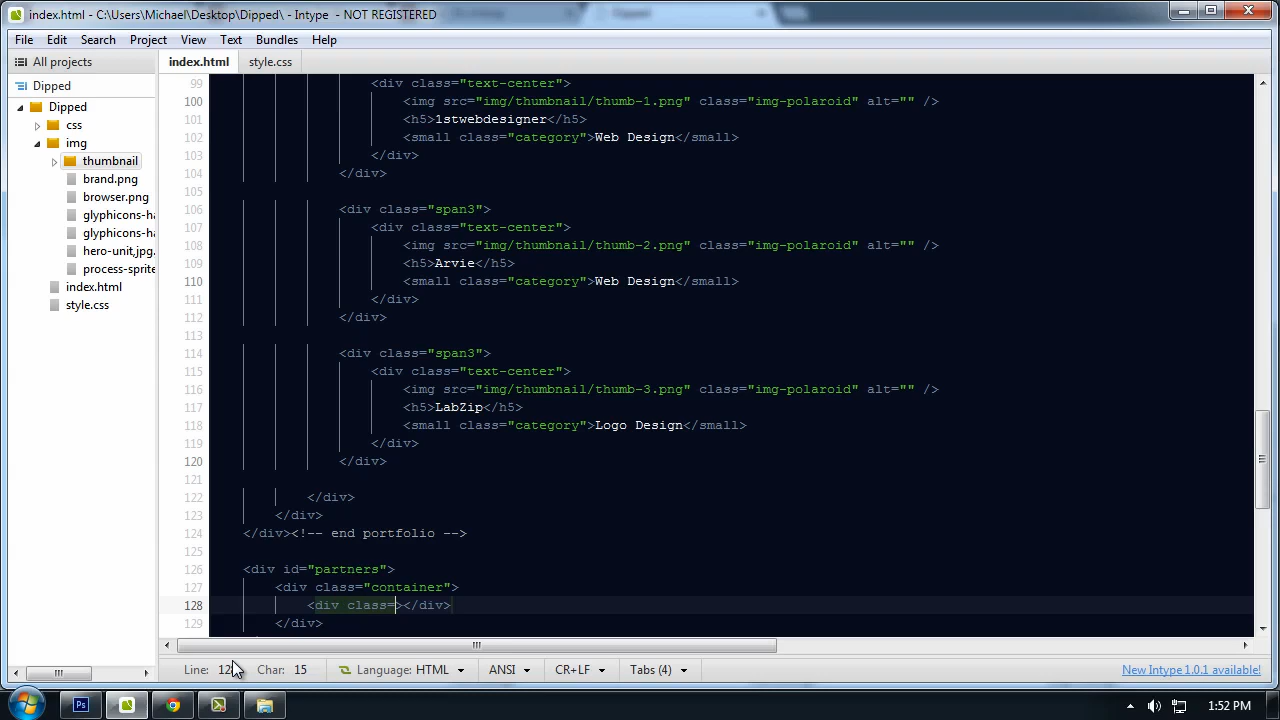 index.html - C:\Users\Michael\Desktop\Dipped\ - Intype - NOT REGISTERED
File Edit Search Project View Text Bundles Help
All projects
index.html style.css
Dipped
Dipped
css
img
thumbnail
brand.png
browser.png
glyphicons-ha
glyphicons-ha
hero-unit.jpg
process-sprite
index.html
style.css
99 <div class="text-center">
100 <img src="img/thumbnail/thumb-1.png" class="img-polaroid" alt="" />
101 <h5>1stwebdesigner</h5>
102 <small class="category">Web Design</small>
103 </div>
104 </div>
105
106 <div class="span3">
107 <div class="text-center">
108 <img src="img/thumbnail/thumb-2.png" class="img-polaroid" alt="" />
109 <h5>Arvie</h5>
110 <small class="category">Web Design</small>
111 </div>
112 </div>
113
114 <div class="span3">
115 <div class="text-center">
116 <img src="img/thumbnail/thumb-3.png" class="img-polaroid" alt="" />
117 <h5>LabZip</h5>
118 <small class="category">Logo Design</small>
119 </div>
120 </div>
121
122 </div>
123 </div>
124 </div><!-- end portfolio -->
125
126 <div id="partners">
127 <div class="container">
128 <div class=></div>
129 </div>
Line: 12 Char: 15 Language: HTML ANSI CR+LF Tabs (4) New Intype 1.0.1 available!
Ps 1:52 PM